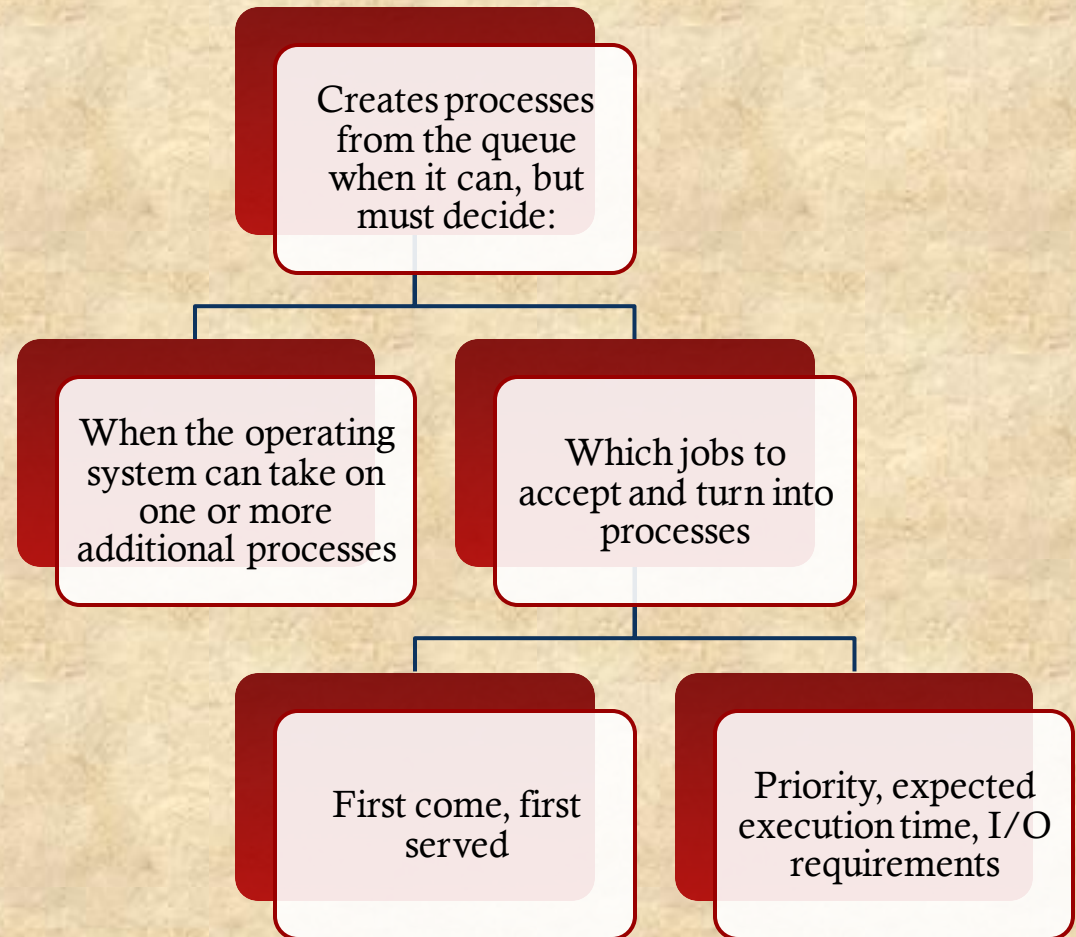 Creates processes
from the queue
when it can, but
must decide:
When the operating
system can take on
one or more
additional processes
Which jobs to
accept and turn into
processes
First come, first
served
Priority, expected
execution time, I/O
requirements